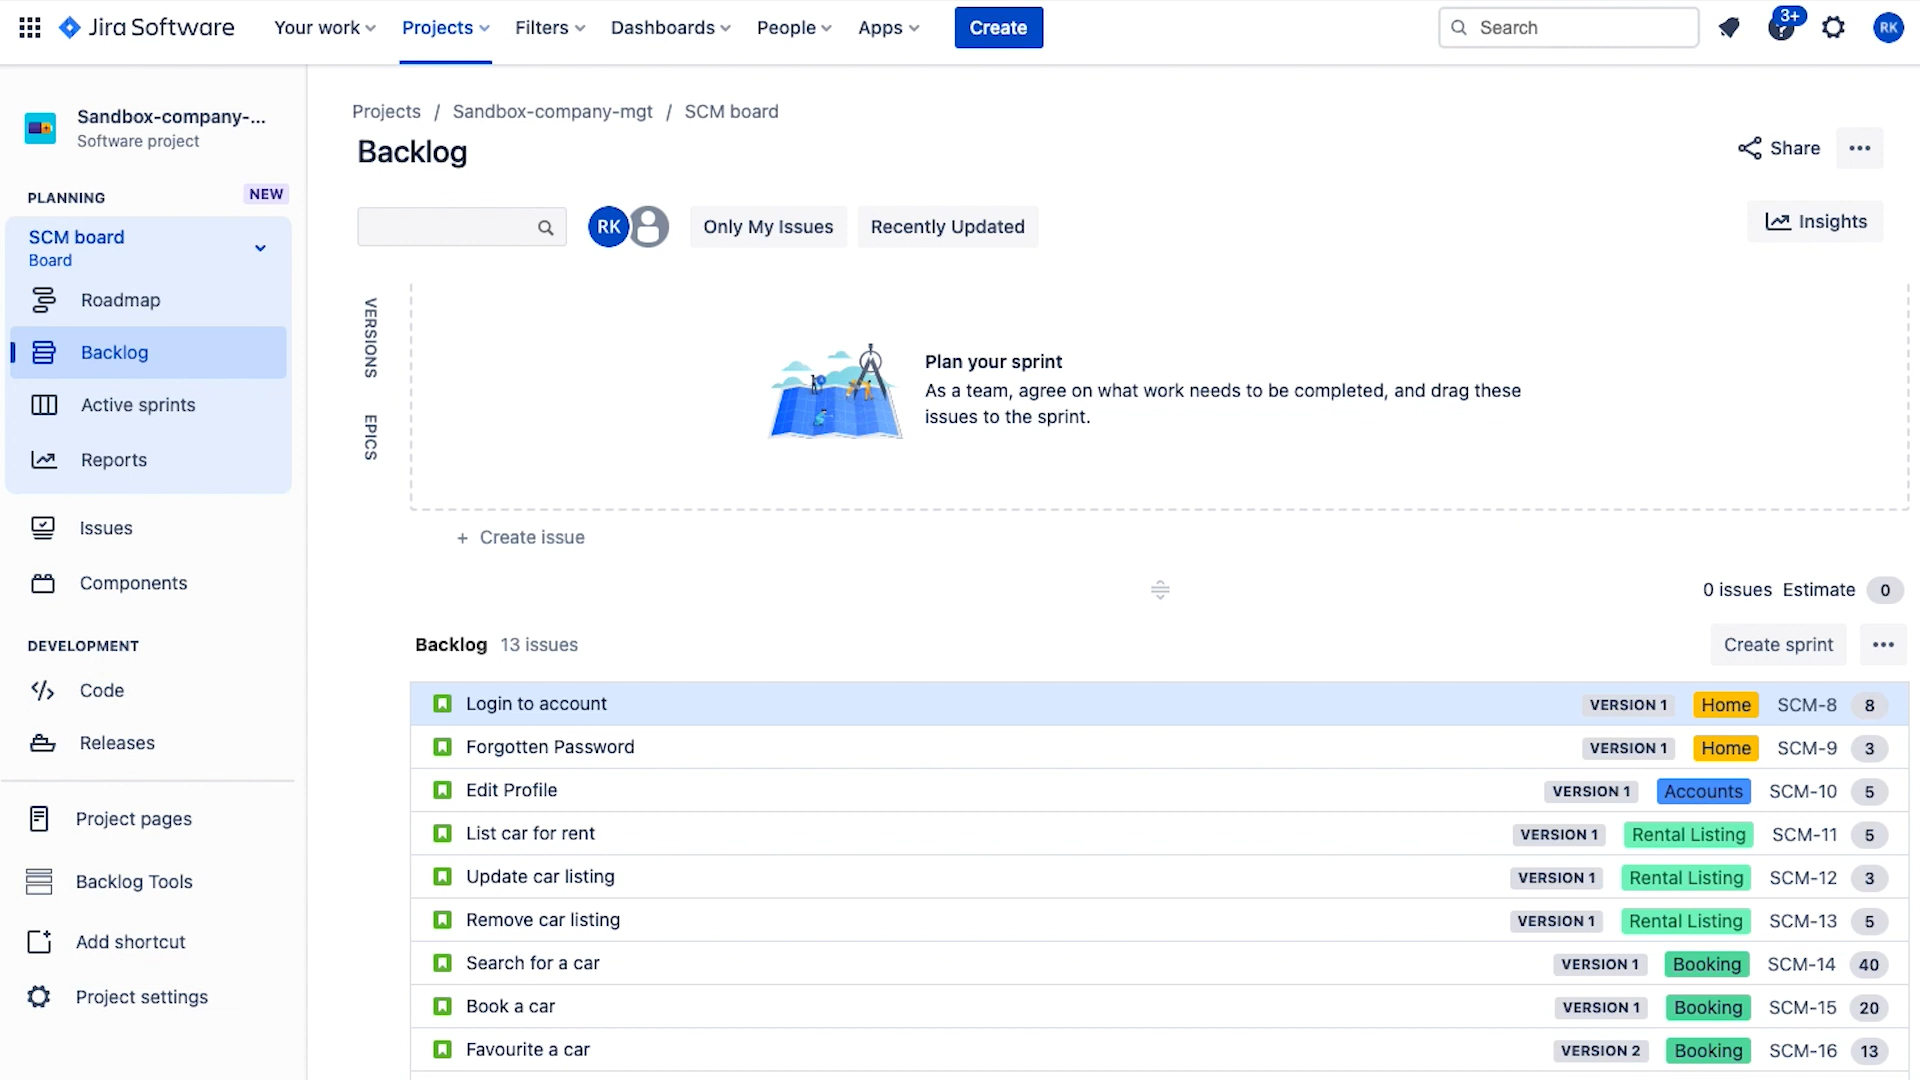 Jira Software Your work Projects Filters Dashboards People Apps Create Search 3+ RK
Sandbox-company-...
Software project
PLANNING NEW
SCM board
Board
Roadmap
Backlog
Active sprints
Reports
Issues
Components
DEVELOPMENT
Code
Releases
Project pages
Backlog Tools
Add shortcut
Project settings
Projects / Sandbox-company-mgt / SCM board
Backlog
Share
RK Only My Issues Recently Updated Insights
VERSIONS
EPICS
Plan your sprint
As a team, agree on what work needs to be completed, and drag these
issues to the sprint.
+ Create issue
0 issues Estimate 0
Backlog 13 issues Create sprint
Login to account VERSION 1 Home SCM-8 8
Forgotten Password VERSION 1 Home SCM-9 3
Edit Profile VERSION 1 Accounts SCM-10 5
List car for rent VERSION 1 Rental Listing SCM-11 5
Update car listing VERSION 1 Rental Listing SCM-12 3
Remove car listing VERSION 1 Rental Listing SCM-13 5
Search for a car VERSION 1 Booking SCM-14 40
Book a car VERSION 1 Booking SCM-15 20
Favourite a car VERSION 2 Booking SCM-16 13